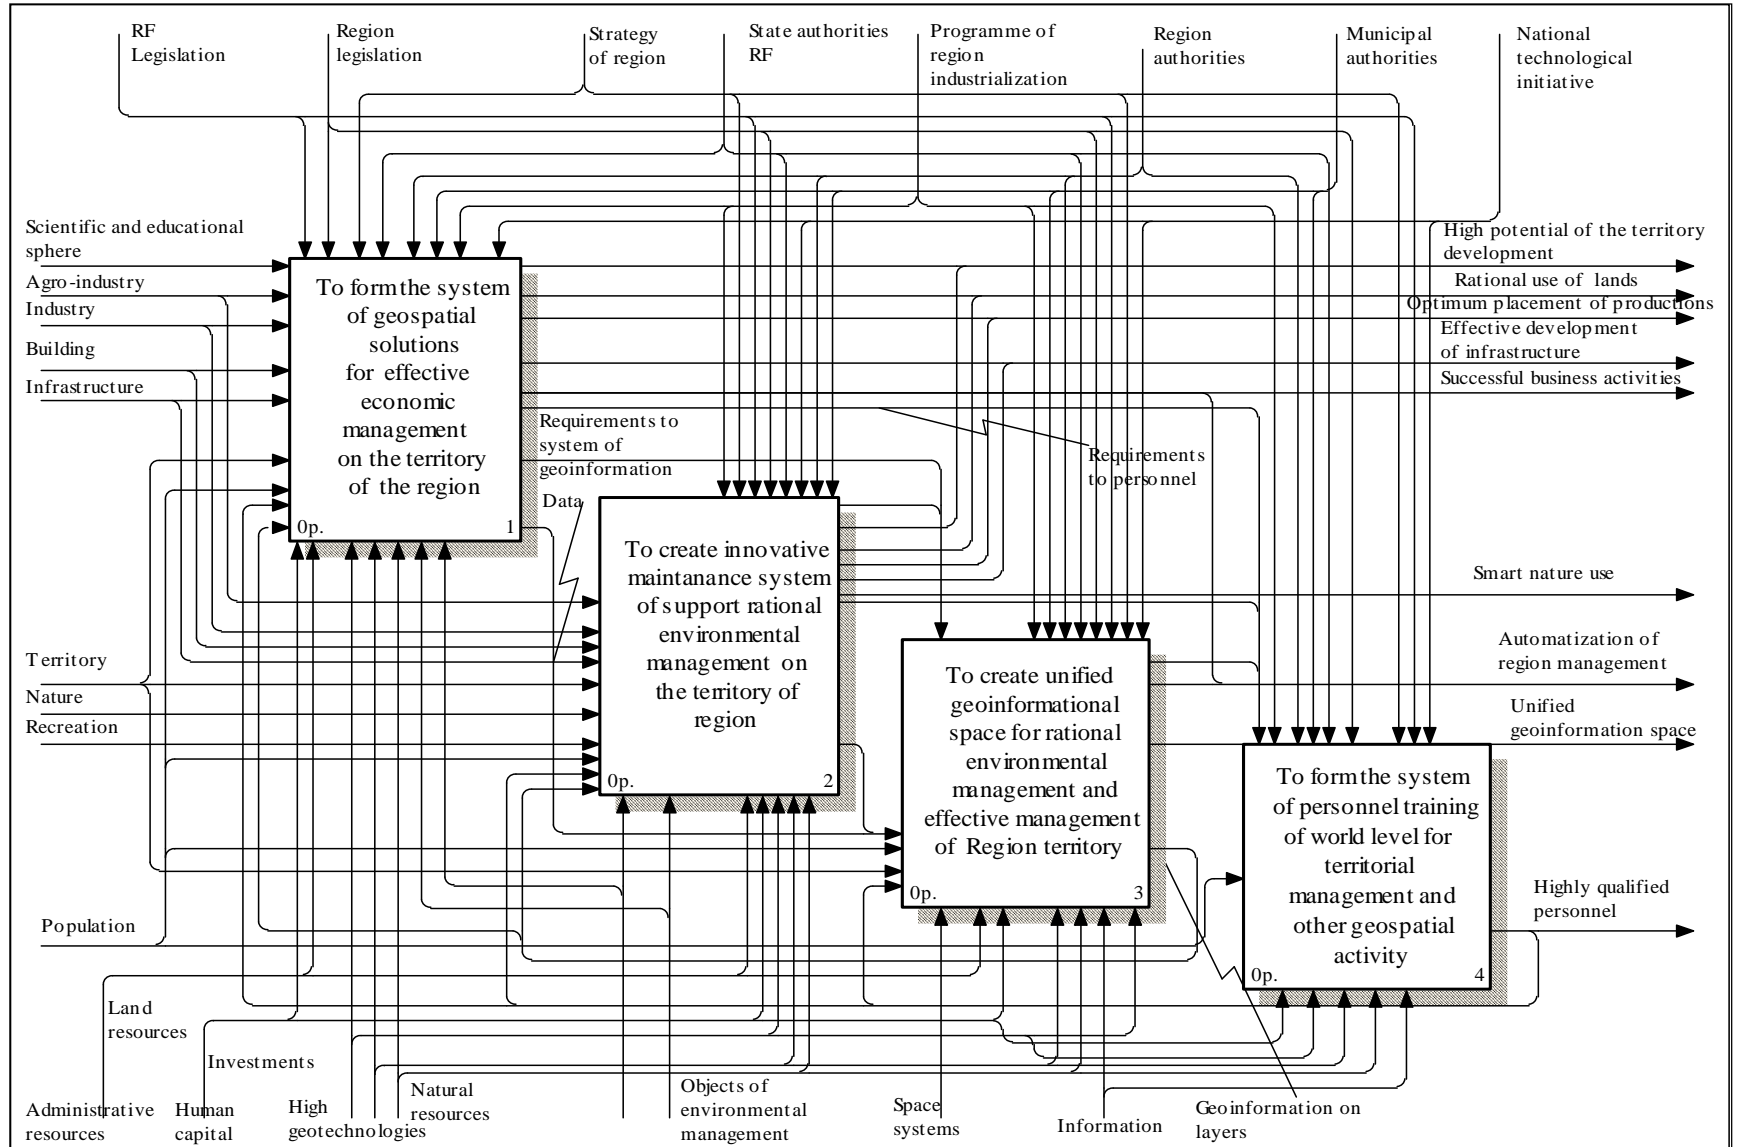 RF
Legislation
Region
legislation
Strategy
of region
State authorities
RF
Programme of
region
industrialization
Region
authorities
Municipal
authorities
National
technological
initiative
Scientific and educational
sphere
Agro-industry
Industry
Building
Infrastructure
Territory
Nature
Recreation
Population
To form the system
of geospatial
solutions
for effective
economic
management
on the territory
of the region
0p.
1
Requirements to
system of
geoinformation
Data
Requirements
to personnel
To create innovative
maintanance system
of support rational
environmental
management on
the territory of
region
0p.
2
To create unified
geoinformational
space for rational
environmental
management and
effective management
of Region territory
0p.
3
To form the system
of personnel training
of world level for
territorial
management and
other geospatial
activity
0p.
4
High potential of the territory
development
Rational use of lands
Optimum placement of productions
Effective development
of infrastructure
Successful business activities
Smart nature use
Automatization of
region management
Unified
geoinformation space
Highly qualified
personnel
Land
resources
Investments
Administrative
resources
Human
capital
High
geotechnologies
Natural
resources
Objects of
environmental
management
Space
systems
Information
Geoinformation on
layers